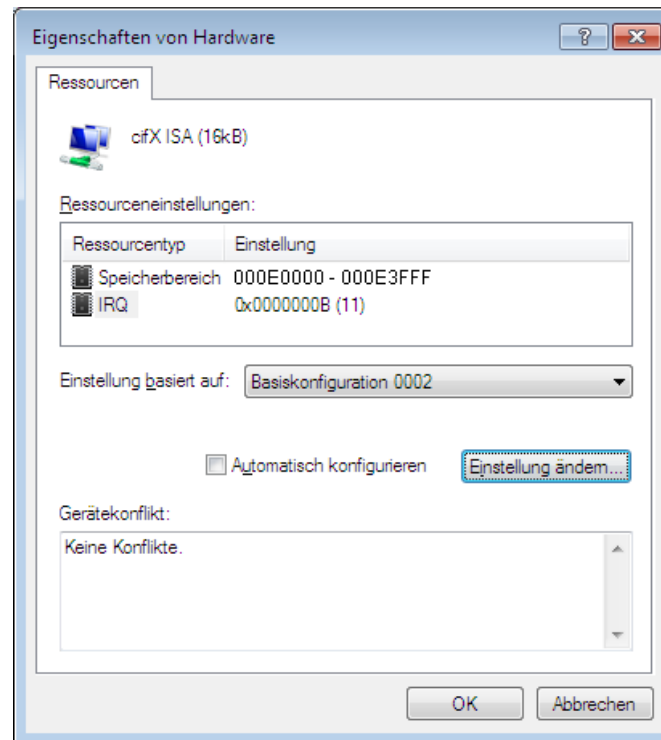 Eigenschaften von Hardware
Ressourcen
cifX ISA (16kB)
Ressourceneinstellungen:
Ressourcentyp Einstellung
Speicherbereich 000E0000 - 000E3FFF
IRQ 0x0000000B (11)
Einstellung basiert auf: Basiskonfiguration 0002
Automatisch konfigurieren Einstellung ändern...
Gerätekonflikt:
Keine Konflikte.
OK Abbrechen